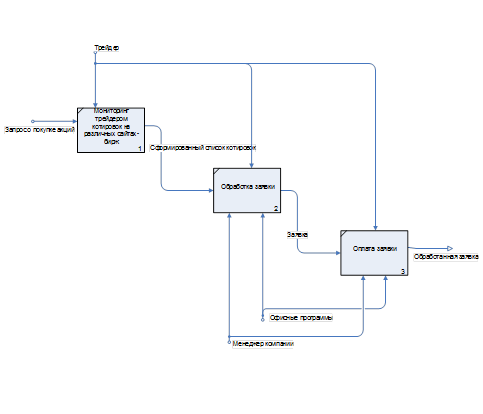 Трейдер
Мониторинг
трейдером
котировок на
различных сайтах-
бирж
1
Запрос о покупке акций
Сформированный список котировок
Обработка заявки
2
Заявка
Оплата заявки
3
Обработанная заявка
Офисные программы
Менеджер компании